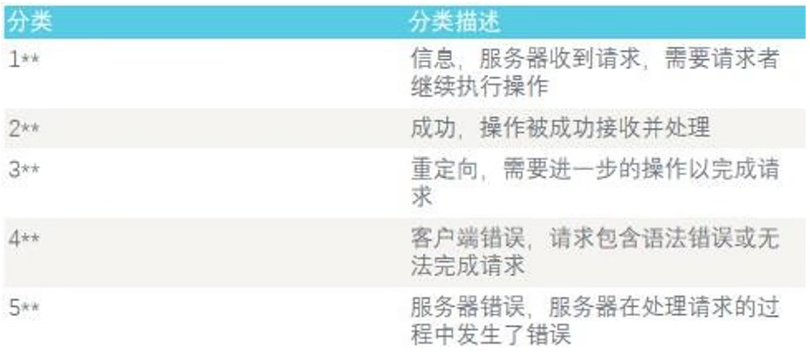 分类 分类描述
1** 信息，服务器收到请求，需要请求者
继续执行操作
2** 成功，操作被成功接收并处理
3** 重定向，需要进一步的操作以完成请
求
4** 客户端错误，请求包含语法错误或无
法完成请求
5** 服务器错误，服务器在处理请求的过
程中发生了错误